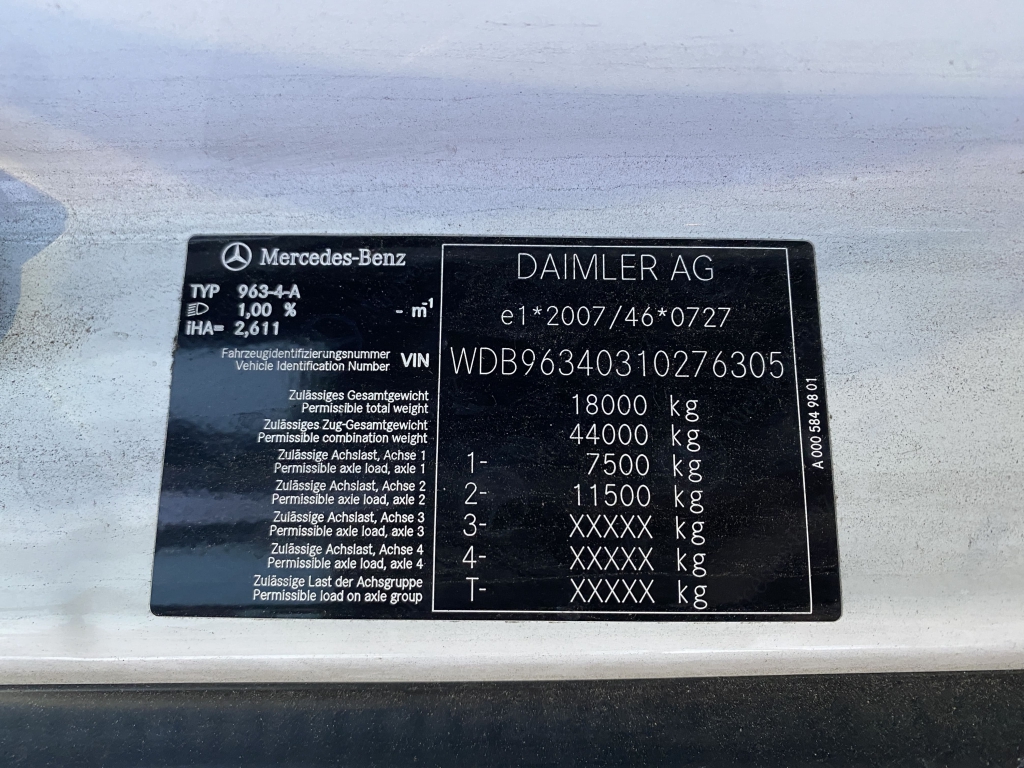 Mercedes-Benz
TYP 963-4-A
1,00 % - m-1
iHA= 2,611
DAIMLER AG
e1*2007/46*0727
Fahrzeugidentifizierungsnummer
Vehicle Identification Number
VIN WDB96340310276305
Zulässiges Gesamtgewicht
Permissible total weight
18000 kg
Zulässiges Zug-Gesamtgewicht
Permissible combination weight
44000 kg
Zulässige Achslast, Achse 1
Permissible axle load, axle 1
1- 7500 kg
Zulässige Achslast, Achse 2
Permissible axle load, axle 2
2- 11500 kg
Zulässige Achslast, Achse 3
Permissible axle load, axle 3
3- XXXXX kg
Zulässige Achslast, Achse 4
Permissible axle load, axle 4
4- XXXXX kg
Zulässige Last der Achsgruppe
Permissible load on axle group
T- XXXXX kg
A 000 584 98 01